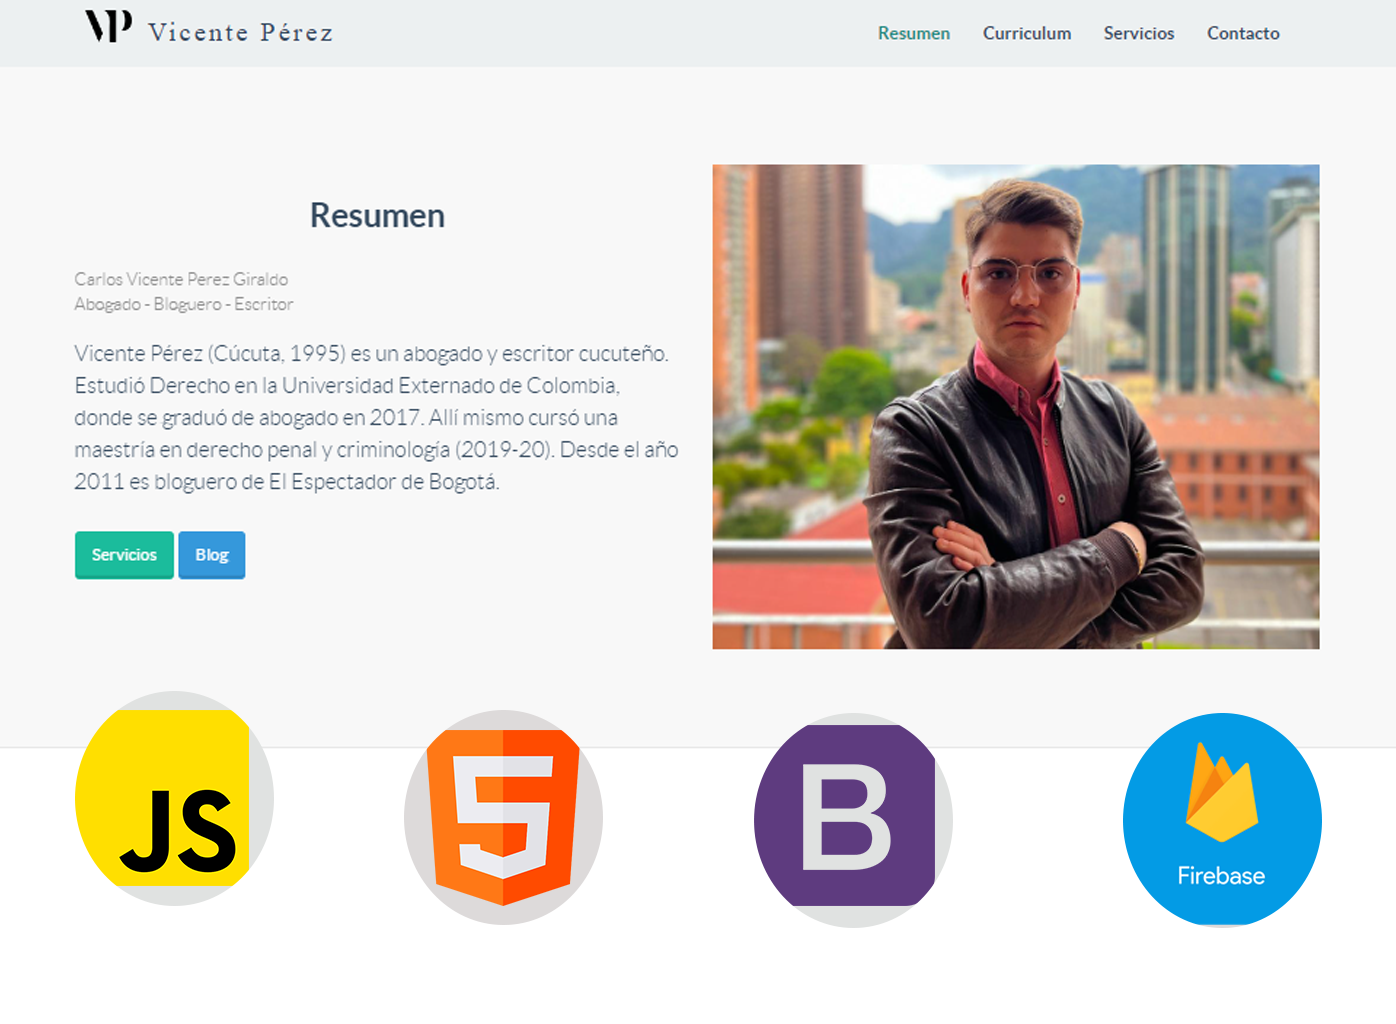 VP Vicente Pérez
Resumen Curriculum Servicios Contacto
Resumen
Carlos Vicente Perez Giraldo
Abogado - Bloguero - Escritor
Vicente Pérez (Cúcuta, 1995) es un abogado y escritor cucuteño.
Estudió Derecho en la Universidad Externado de Colombia,
donde se graduó de abogado en 2017. Allí mismo cursó una
maestría en derecho penal y criminología (2019-20). Desde el año
2011 es bloguero de El Espectador de Bogotá.
Servicios Blog
JS
5
B
Firebase